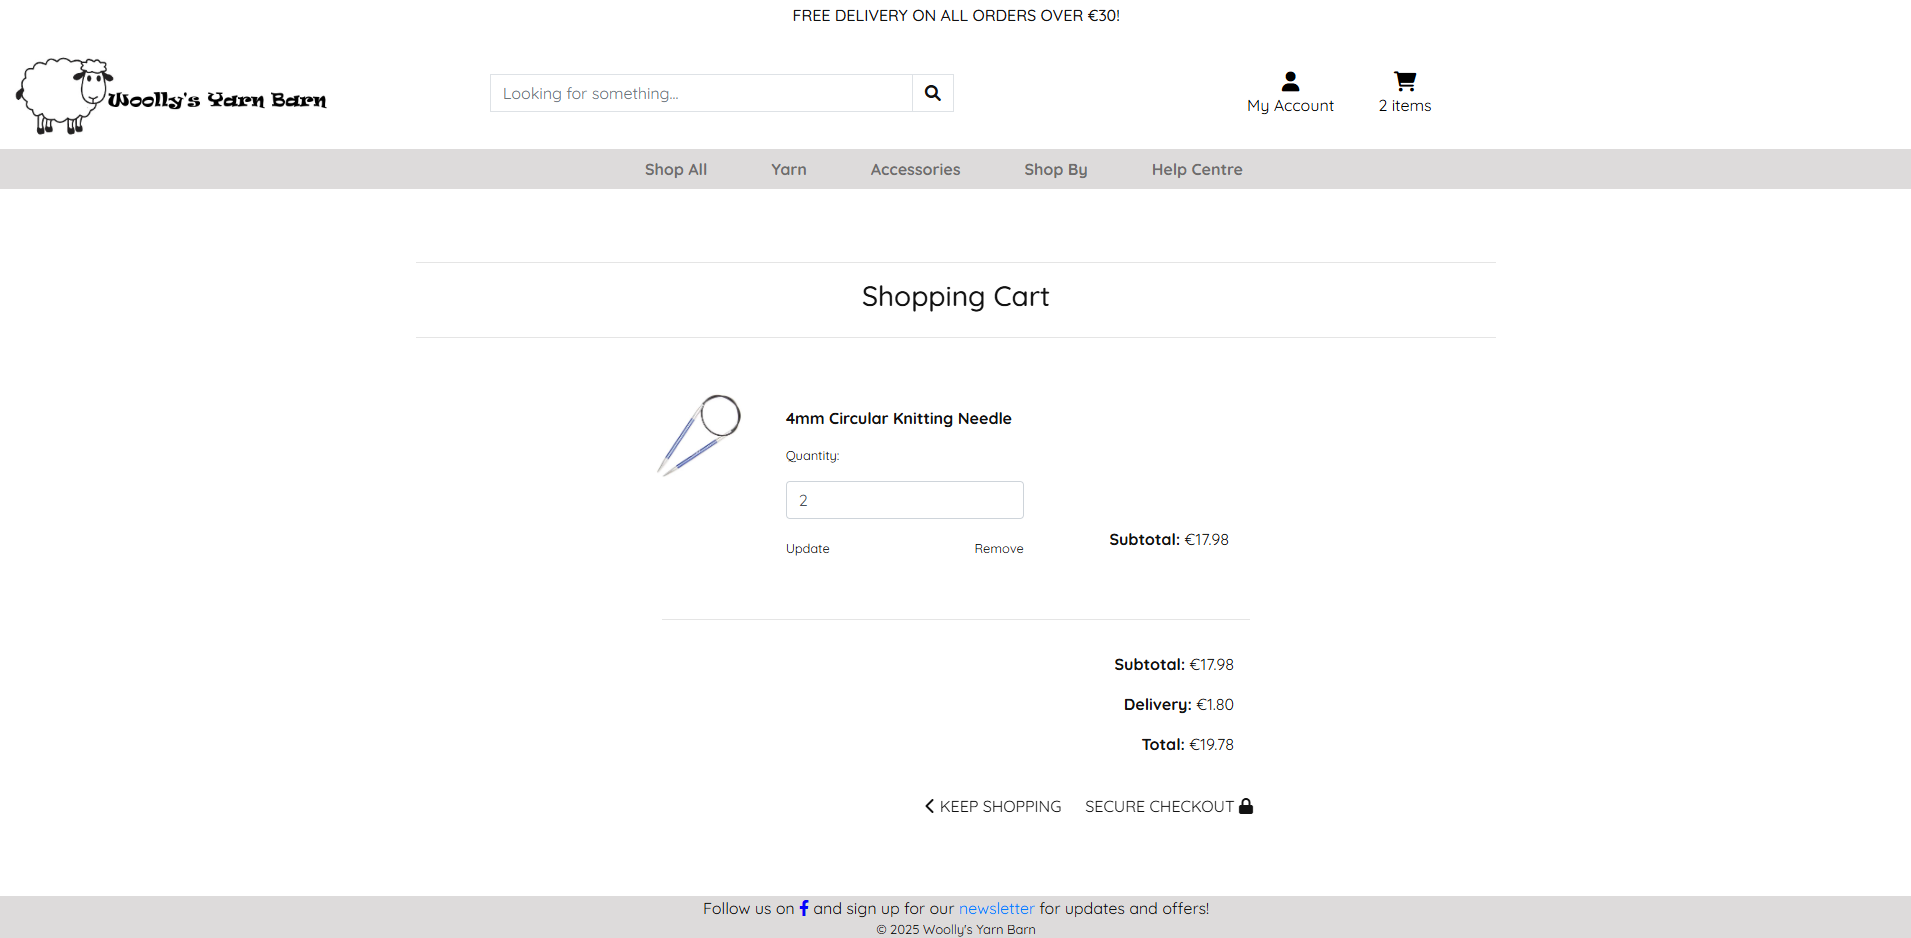 FREE DELIVERY ON ALL ORDERS OVER €30!
Woolly's Yarn Barn
Looking for something...
My Account
2 items
Shop All
Yarn
Accessories
Shop By
Help Centre
Shopping Cart
4mm Circular Knitting Needle
Quantity:
2
Update
Remove
Subtotal: €17.98
Subtotal: €17.98
Delivery: €1.80
Total: €19.78
KEEP SHOPPING
SECURE CHECKOUT
Follow us on f and sign up for our newsletter for updates and offers!
© 2025 Woolly's Yarn Barn